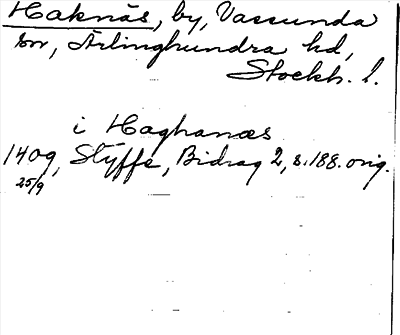 Haknäs, by, Vassunda
sn, Ärlinghundra hd,
Stockh. l.
i Haghanæs
1409, Styffe, Bidrag 2, s. 188. orig.
25/9